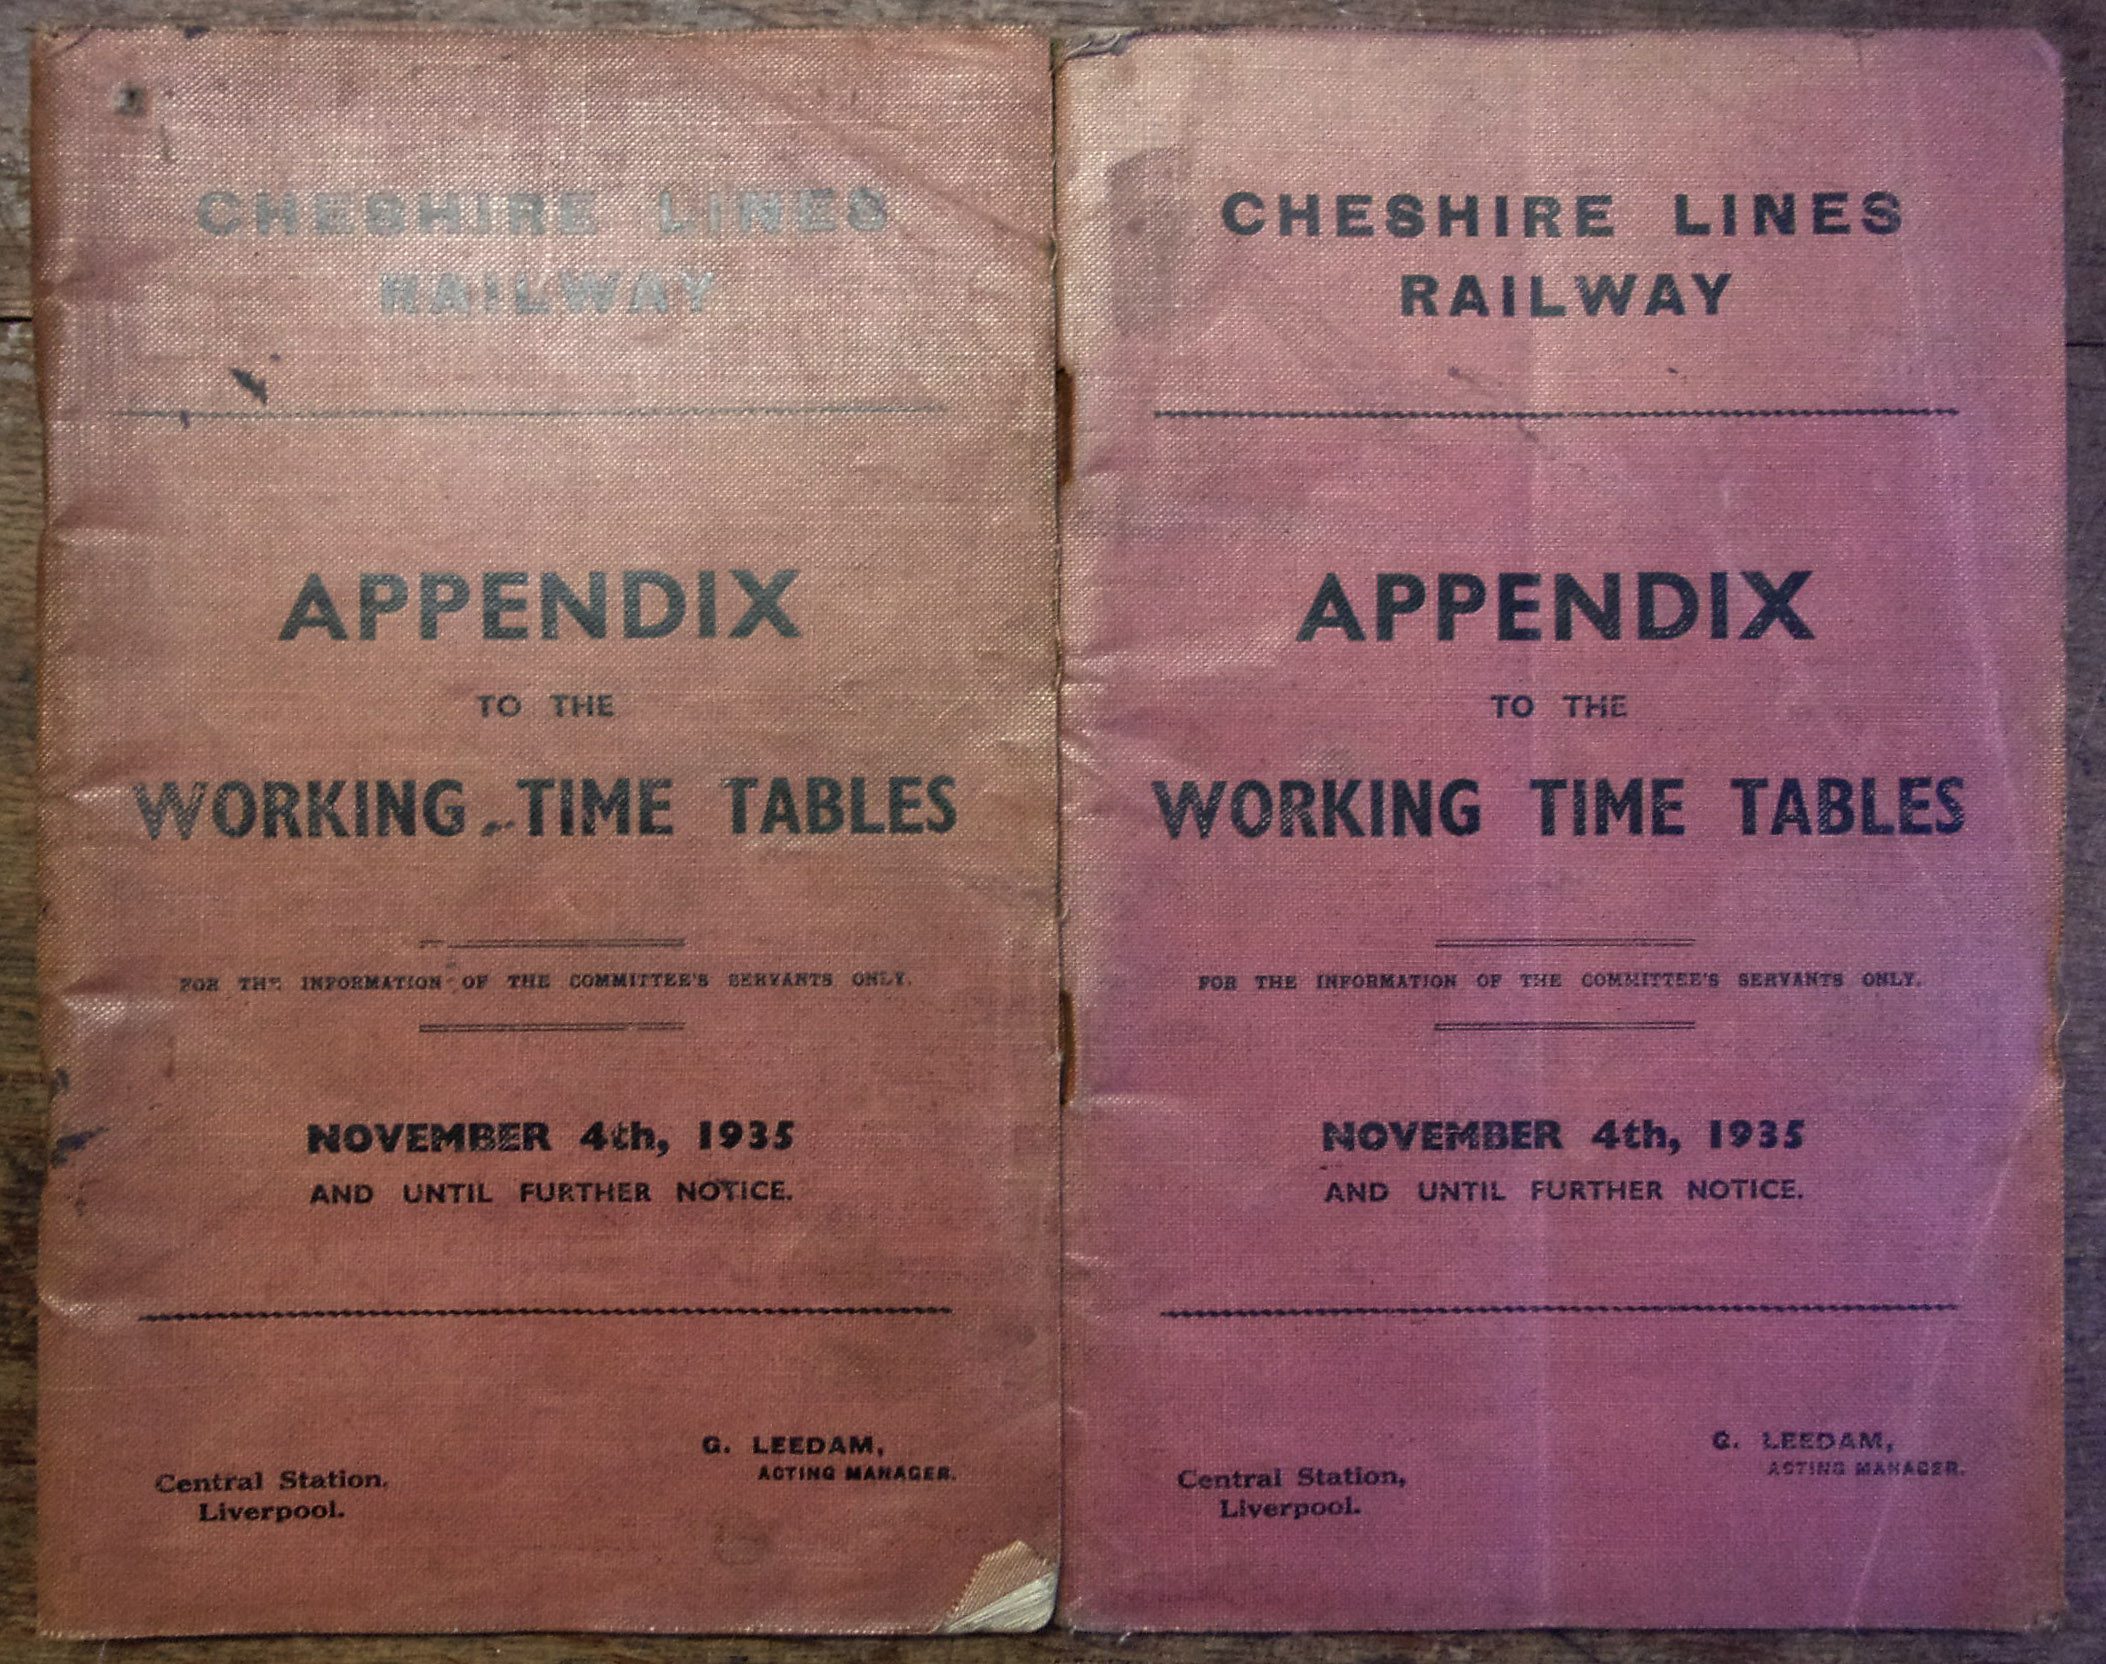 CHESHIRE LINES
RAILWAY
APPENDIX
TO THE
WORKING TIME TABLES
FOR THE INFORMATION OF THE COMMITTEE'S SERVANTS ONLY.
NOVEMBER 4th, 1935
AND UNTIL FURTHER NOTICE.
G. LEEDAM,
ACTING MANAGER.
Central Station,
Liverpool.
CHESHIRE LINES
RAILWAY
APPENDIX
TO THE
WORKING TIME TABLES
FOR THE INFORMATION OF THE COMMITTEE'S SERVANTS ONLY.
NOVEMBER 4th, 1935
AND UNTIL FURTHER NOTICE.
G. LEEDAM,
ACTING MANAGER.
Central Station,
Liverpool.